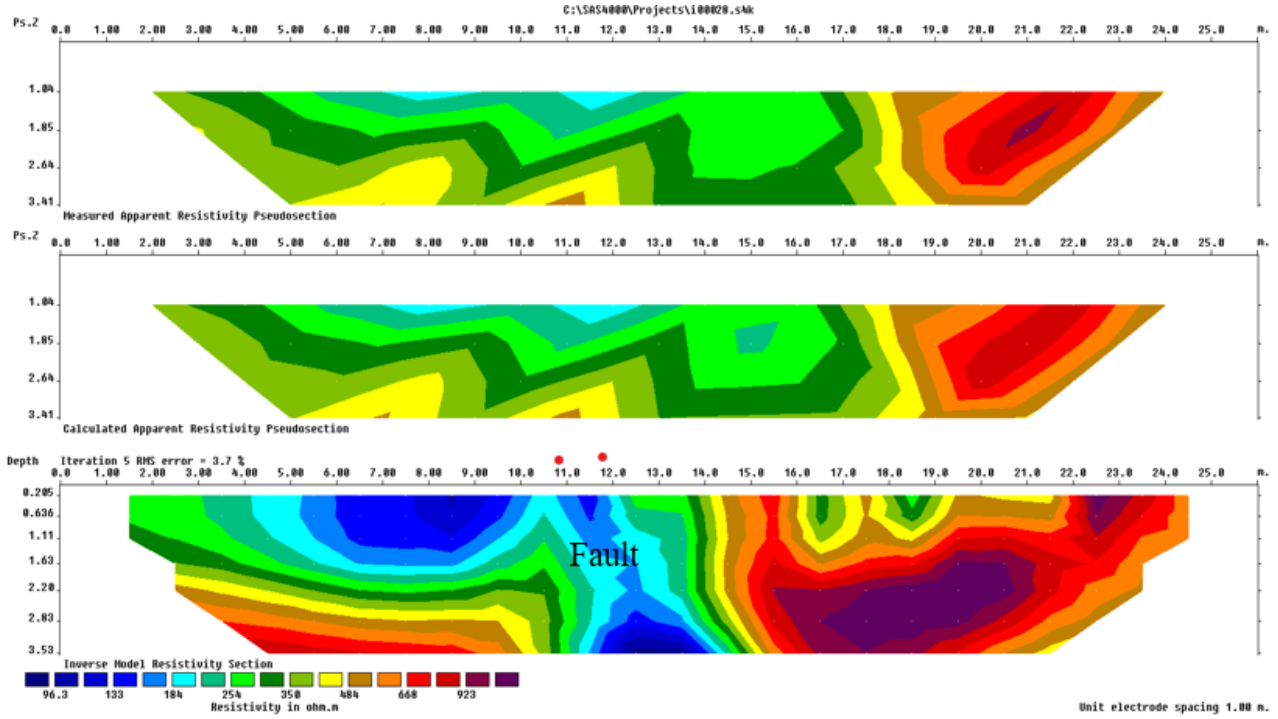 C:\SAS4000\Projects\i00028.s4k
Ps.Z 0.0 1.00 2.00 3.00 4.00 5.00 6.00 7.00 8.00 9.00 10.0 11.0 12.0 13.0 14.0 15.0 16.0 17.0 18.0 19.0 20.0 21.0 22.0 23.0 24.0 25.0 m.
1.04
1.85
2.64
3.41
Measured Apparent Resistivity Pseudosection
Ps.Z 0.0 1.00 2.00 3.00 4.00 5.00 6.00 7.00 8.00 9.00 10.0 11.0 12.0 13.0 14.0 15.0 16.0 17.0 18.0 19.0 20.0 21.0 22.0 23.0 24.0 25.0 m.
1.04
1.85
2.64
3.41
Calculated Apparent Resistivity Pseudosection
Depth Iteration 5 RMS error = 3.7 %
0.0 1.00 2.00 3.00 4.00 5.00 6.00 7.00 8.00 9.00 10.0 11.0 12.0 13.0 14.0 15.0 16.0 17.0 18.0 19.0 20.0 21.0 22.0 23.0 24.0 25.0 m.
0.205
0.636
1.11
1.63
2.20
2.83
3.53
Fault
Inverse Model Resistivity Section
96.3 133 184 254 350 484 668 923
Resistivity in ohm.m
Unit electrode spacing 1.00 m.